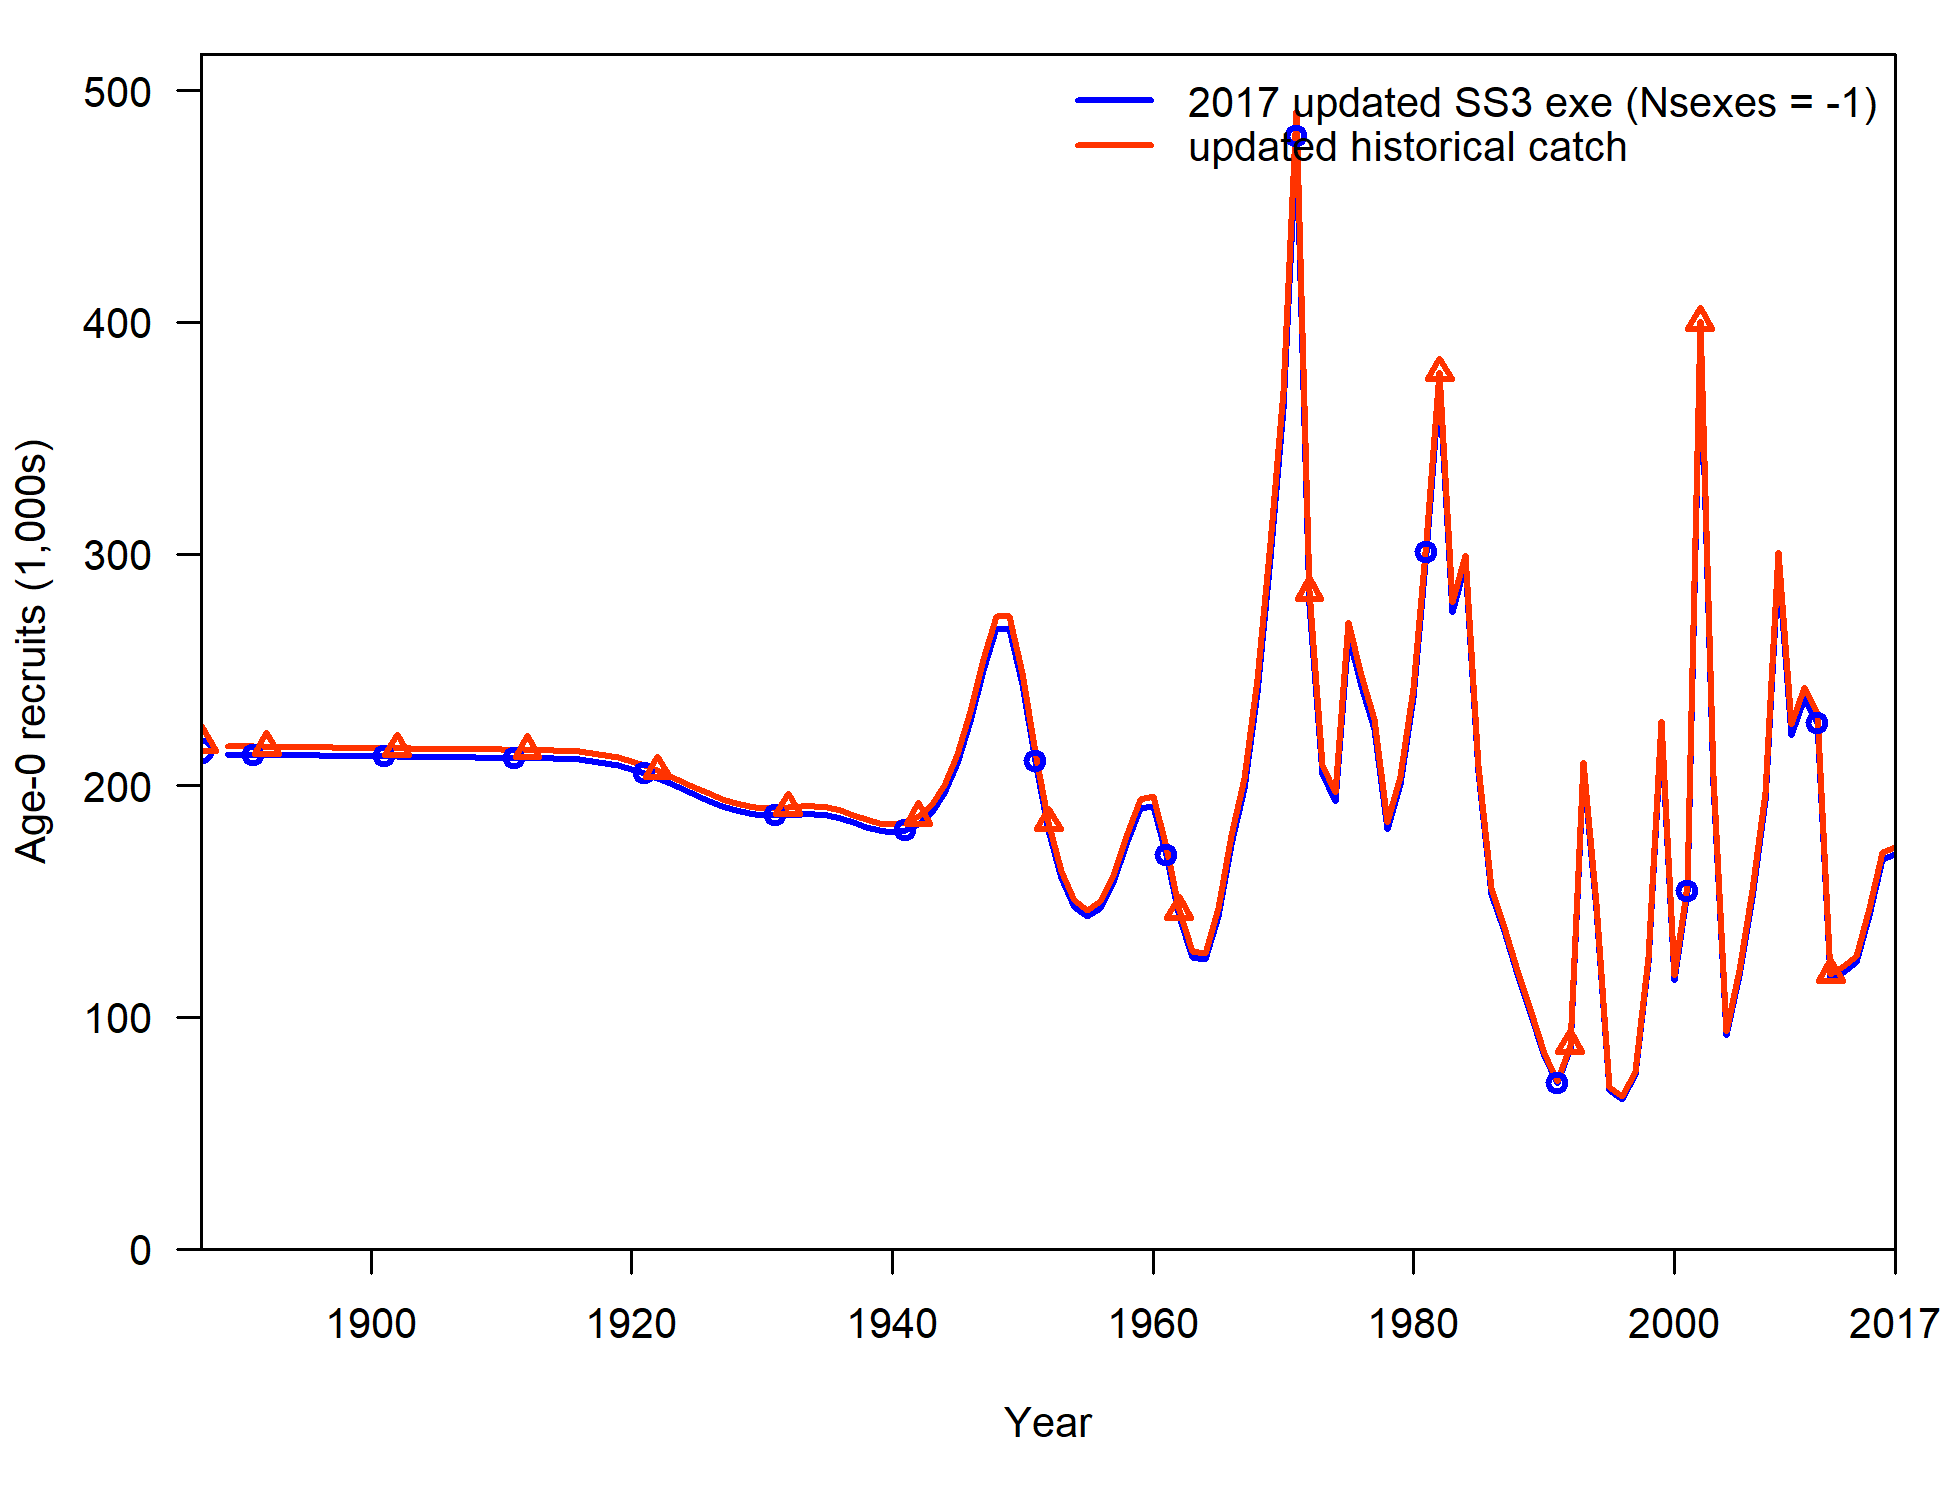 2017 updated SS3 exe (Nsexes = -1)
updated historical catch
500
400
300
200
100
0
Age-0 recruits (1,000s)
1900 1920 1940 1960 1980 2000 2017
Year